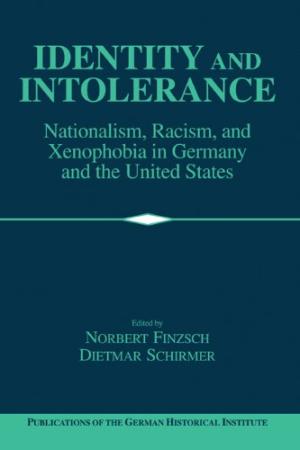 IDENTITY AND
INTOLERANCE
Nationalism, Racism, and
Xenophobia in Germany
and the United States
Edited by
NORBERT FINZSCH
DIETMAR SCHIRMER
PUBLICATIONS OF THE GERMAN HISTORICAL INSTITUTE